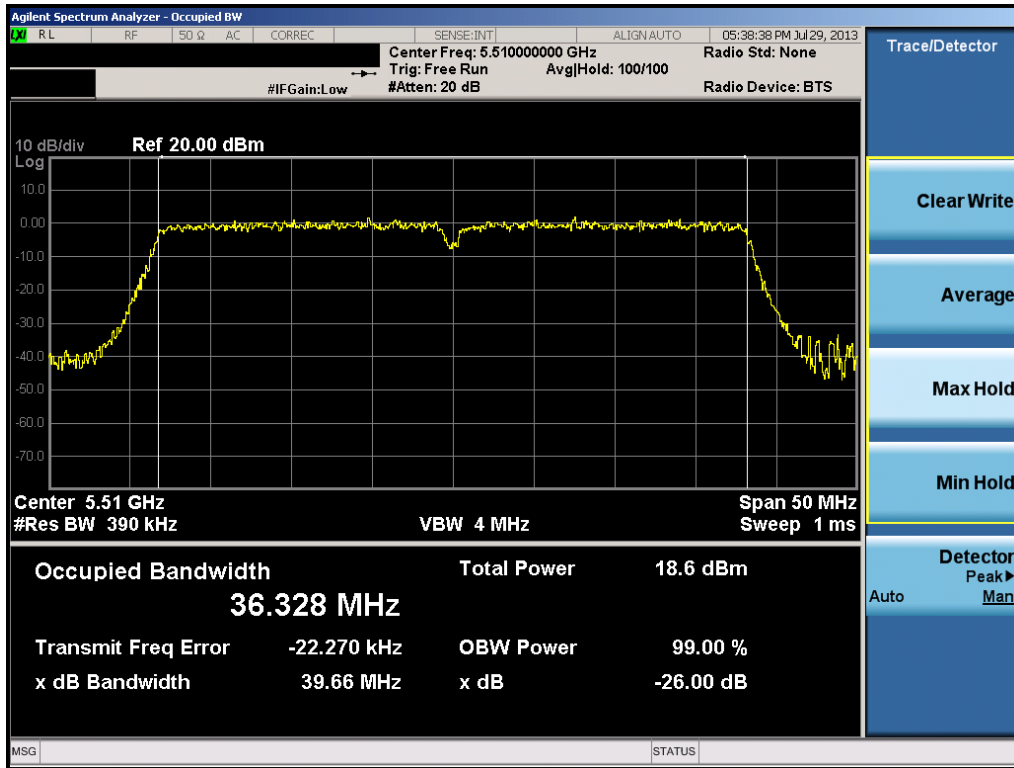 Agilent Spectrum Analyzer - Occupied BW
LXI RL RF 50 Ω AC CORREC SENSE:INT ALIGN AUTO 05:38:38 PM Jul 29, 2013
Center Freq: 5.510000000 GHz Radio Std: None
Trig: Free Run Avg|Hold: 100/100
#IFGain:Low #Atten: 20 dB Radio Device: BTS
Trace/Detector
10 dB/div Ref 20.00 dBm
Log
10.0
0.00
-10.0
-20.0
-30.0
-40.0
-50.0
-60.0
-70.0
Center 5.51 GHz Span 50 MHz
#Res BW 390 kHz VBW 4 MHz Sweep 1 ms
Occupied Bandwidth Total Power 18.6 dBm
36.328 MHz
Transmit Freq Error -22.270 kHz OBW Power 99.00 %
x dB Bandwidth 39.66 MHz x dB -26.00 dB
Clear Write
Average
Max Hold
Min Hold
Detector
Peak▶
Auto Man
MSG STATUS